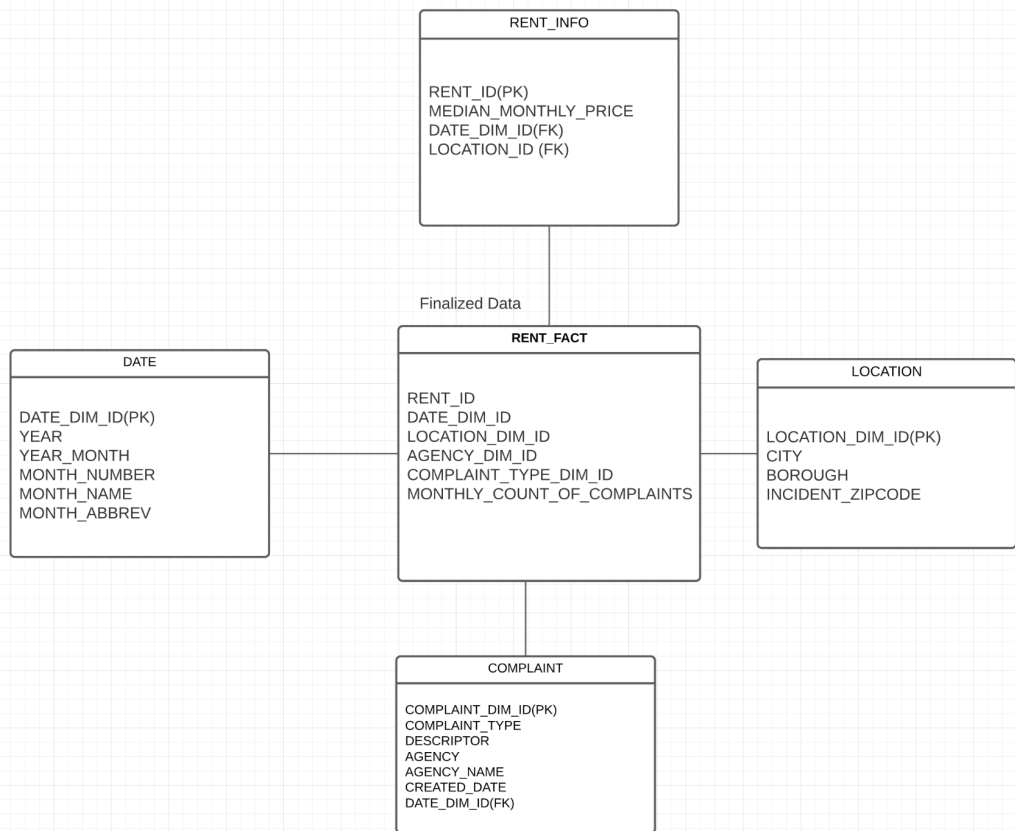 RENT_INFO
RENT_ID(PK)
MEDIAN_MONTHLY_PRICE
DATE_DIM_ID(FK)
LOCATION_ID (FK)
Finalized Data
RENT_FACT
RENT_ID
DATE_DIM_ID
LOCATION_DIM_ID
AGENCY_DIM_ID
COMPLAINT_TYPE_DIM_ID
MONTHLY_COUNT_OF_COMPLAINTS
DATE
DATE_DIM_ID(PK)
YEAR
YEAR_MONTH
MONTH_NUMBER
MONTH_NAME
MONTH_ABBREV
LOCATION
LOCATION_DIM_ID(PK)
CITY
BOROUGH
INCIDENT_ZIPCODE
COMPLAINT
COMPLAINT_DIM_ID(PK)
COMPLAINT_TYPE
DESCRIPTOR
AGENCY
AGENCY_NAME
CREATED_DATE
DATE_DIM_ID(FK)